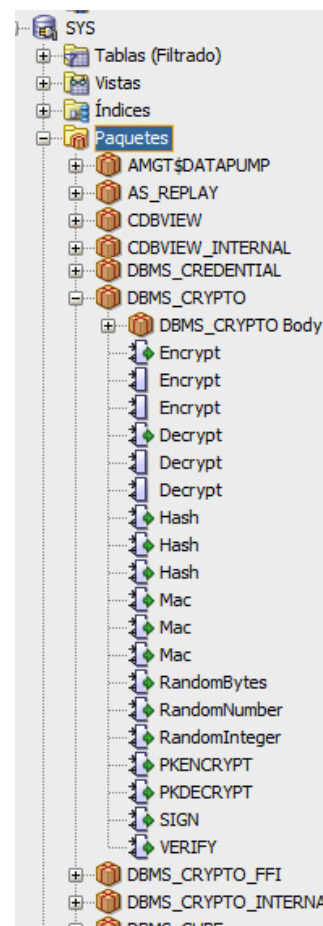 SYS
Tablas (Filtrado)
Vistas
Índices
Paquetes
AMGT$DATAPUMP
AS_REPLAY
CDBVIEW
CDBVIEW_INTERNAL
DBMS_CREDENTIAL
DBMS_CRYPTO
DBMS_CRYPTO Body
Encrypt
Encrypt
Encrypt
Decrypt
Decrypt
Decrypt
Hash
Hash
Hash
Mac
Mac
Mac
RandomBytes
RandomNumber
RandomInteger
PKENCRYPT
PKDECRYPT
SIGN
VERIFY
DBMS_CRYPTO_FFI
DBMS_CRYPTO_INTERNA